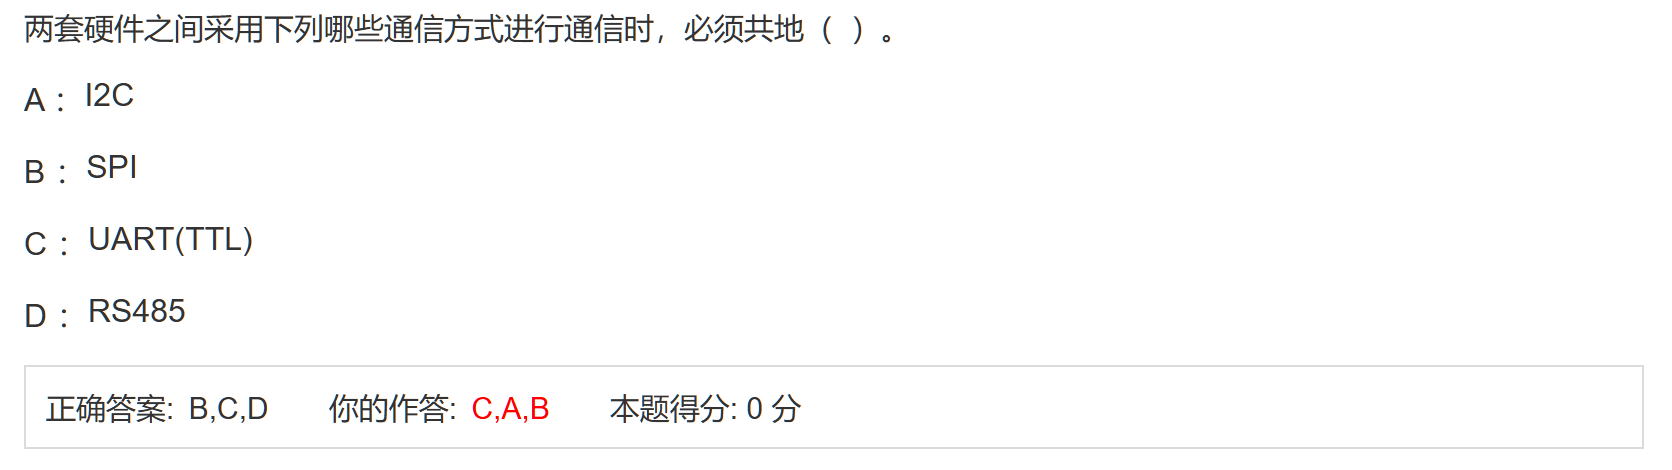 两套硬件之间采用下列哪些通信方式进行通信时，必须共地（ ）。
A： I2C
B： SPI
C： UART(TTL)
D： RS485
正确答案: B,C,D 你的作答: C,A,B 本题得分: 0 分